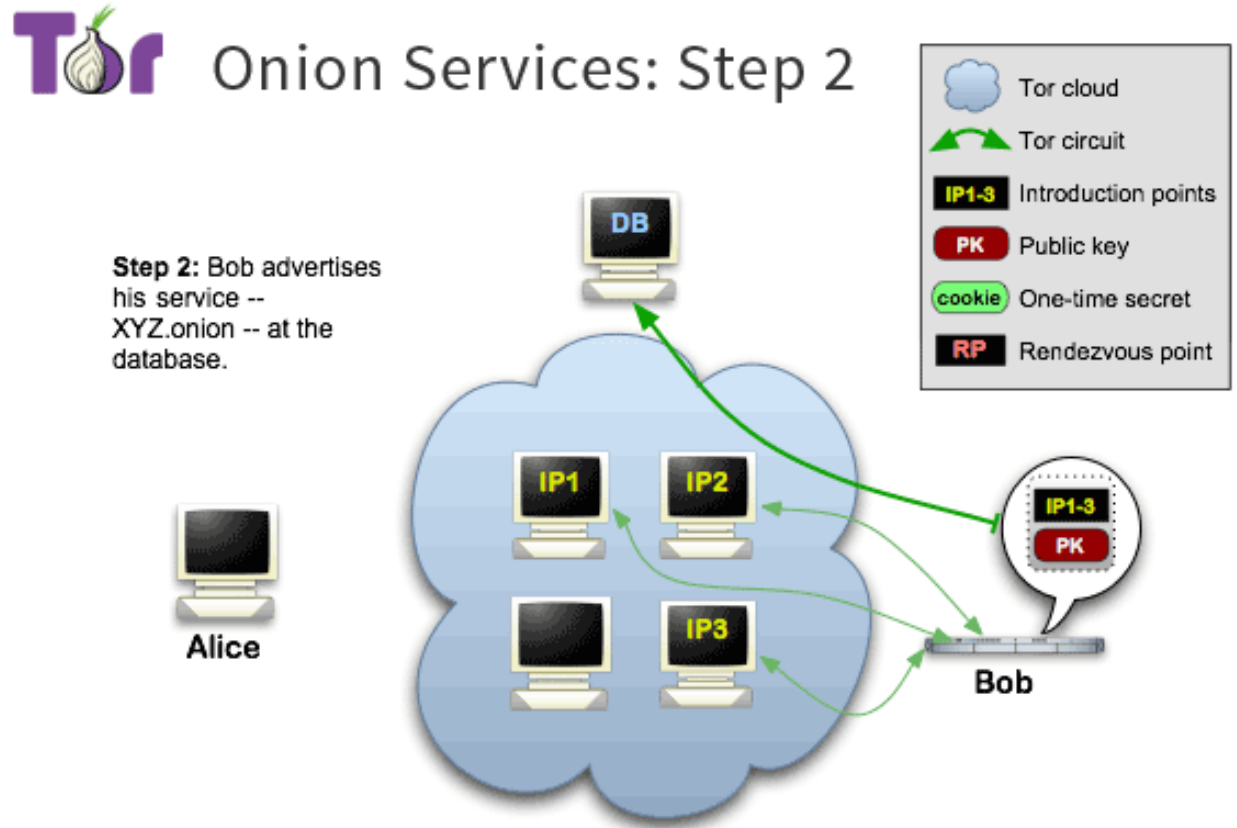 Tor
Onion Services: Step 2
Tor cloud
Tor circuit
IP1-3 Introduction points
PK Public key
cookie One-time secret
RP Rendezvous point
DB
Step 2: Bob advertises
his service --
XYZ.onion -- at the
database.
IP1
IP2
IP1-3
PK
IP3
Alice
Bob